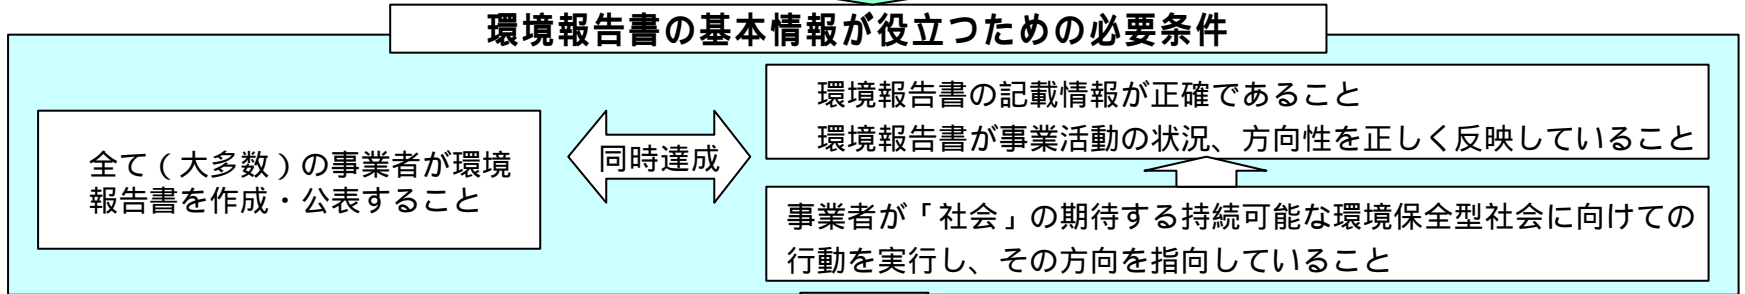 環境報告書の基本情報が役立つための必要条件
全て（大多数）の事業者が環境
報告書を作成・公表すること
同時達成
環境報告書の記載情報が正確であること
環境報告書が事業活動の状況、方向性を正しく反映していること
事業者が「社会」の期待する持続可能な環境保全型社会に向けての
行動を実行し、その方向を指向していること